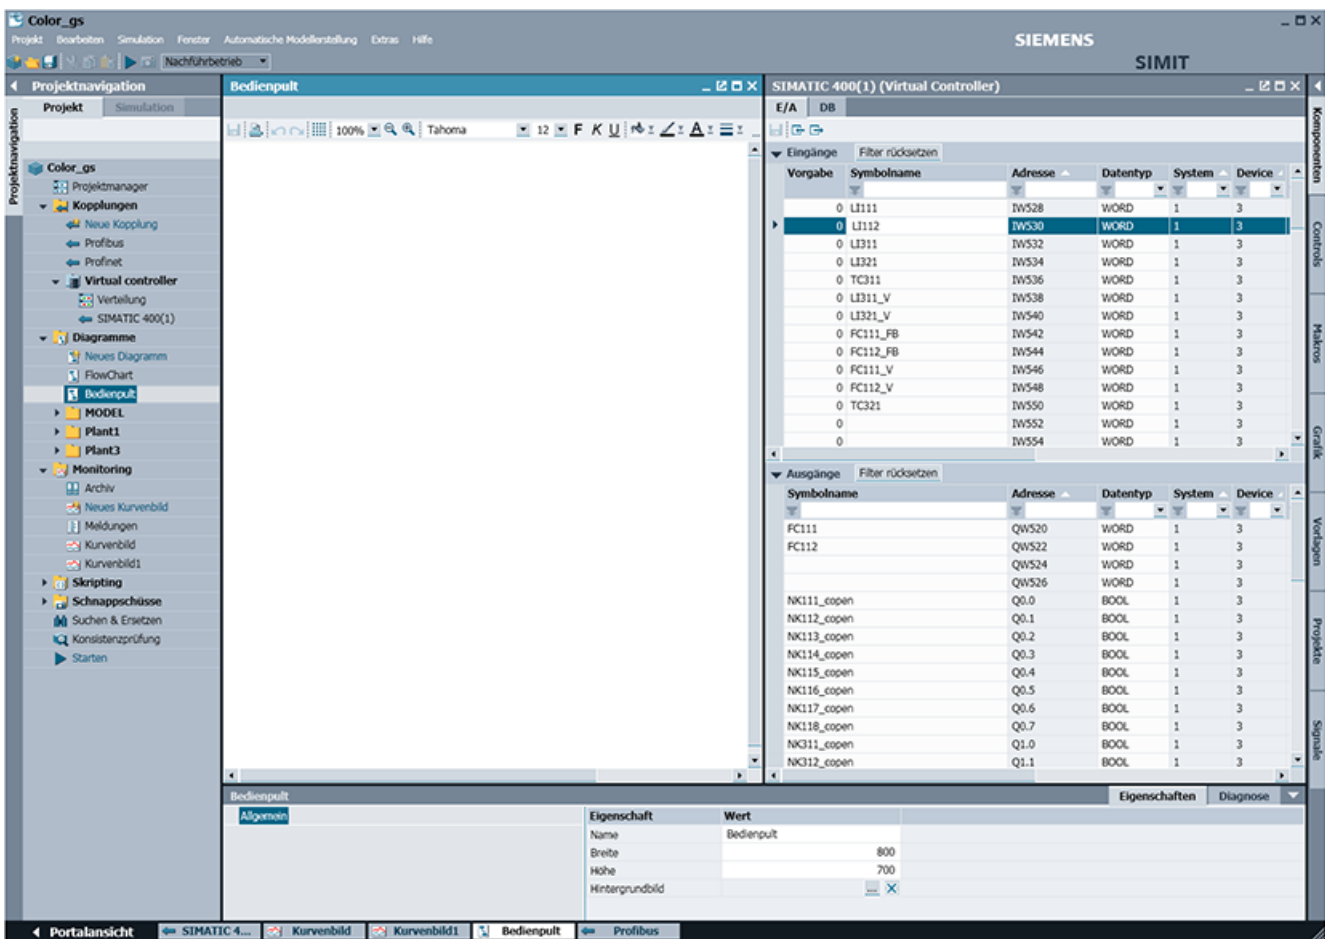 Color_gs
Projekt Bearbeiten Simulation Fenster Automatische Modellerstellung Extras Hilfe
SIEMENS
Nachführbetrieb
SIMIT
Projektnavigation
Projekt Simulation
Projektnavigation
Color_gs
Projektmanager
Kopplungen
Neue Kopplung
Profibus
Profinet
Virtual controller
Verteilung
SIMATIC 400(1)
Diagramme
Neues Diagramm
FlowChart
Bedienpult
MODEL
Plant1
Plant3
Monitoring
Archiv
Neues Kurvenbild
Meldungen
Kurvenbild
Kurvenbild1
Skripting
Schnappschüsse
Suchen & Ersetzen
Konsistenzprüfung
Starten
Bedienpult
100% Tahoma 12 F K U A
SIMATIC 400(1) (Virtual Controller)
E/A DB
Eingänge Filter rücksetzen
Vorgabe Symbolname Adresse Datentyp System Device
0 LI111 IW528 WORD 1 3
0 LI112 IW530 WORD 1 3
0 LI311 IW532 WORD 1 3
0 LI321 IW534 WORD 1 3
0 TC311 IW536 WORD 1 3
0 LI311_V IW538 WORD 1 3
0 LI321_V IW540 WORD 1 3
0 FC111_FB IW542 WORD 1 3
0 FC112_FB IW544 WORD 1 3
0 FC111_V IW546 WORD 1 3
0 FC112_V IW548 WORD 1 3
0 TC321 IW550 WORD 1 3
0 IW552 WORD 1 3
0 IW554 WORD 1 3
Ausgänge Filter rücksetzen
Symbolname Adresse Datentyp System Device
FC111 QW520 WORD 1 3
FC112 QW522 WORD 1 3
QW524 WORD 1 3
QW526 WORD 1 3
NK111_copen Q0.0 BOOL 1 3
NK112_copen Q0.1 BOOL 1 3
NK113_copen Q0.2 BOOL 1 3
NK114_copen Q0.3 BOOL 1 3
NK115_copen Q0.4 BOOL 1 3
NK116_copen Q0.5 BOOL 1 3
NK117_copen Q0.6 BOOL 1 3
NK118_copen Q0.7 BOOL 1 3
NK311_copen Q1.0 BOOL 1 3
NK312_copen Q1.1 BOOL 1 3
Komponenten
Controls
Makros
Grafik
Vorlagen
Projekte
Signale
Bedienpult
Eigenschaften Diagnose
Allgemein
Eigenschaft Wert
Name Bedienpult
Breite 800
Höhe 700
Hintergrundbild ...
Portalansicht SIMATIC 4... Kurvenbild Kurvenbild1 Bedienpult Profibus